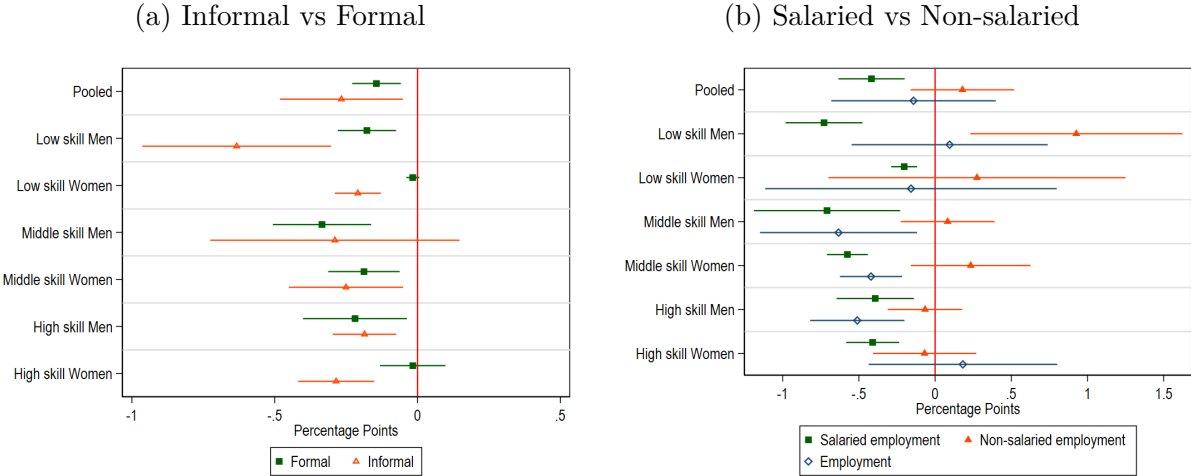 (a) Informal vs Formal
Pooled
Low skill Men
Low skill Women
Middle skill Men
Middle skill Women
High skill Men
High skill Women
-1
-.5
0
.5
Percentage Points
Formal
Informal
(b) Salaried vs Non-salaried
Pooled
Low skill Men
Low skill Women
Middle skill Men
Middle skill Women
High skill Men
High skill Women
-1
-.5
0
.5
1
1.5
Percentage Points
Salaried employment
Non-salaried employment
Employment